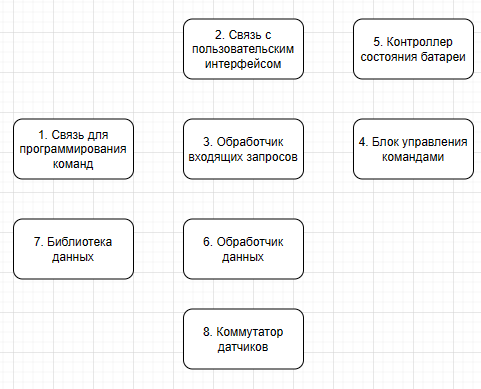 2. Связь с
пользовательским
интерфейсом
5. Контроллер
состояния батареи
1. Связь для
программирования
команд
3. Обработчик
входящих запросов
4. Блок управления
командами
7. Библиотека
данных
6. Обработчик
данных
8. Коммутатор
датчиков